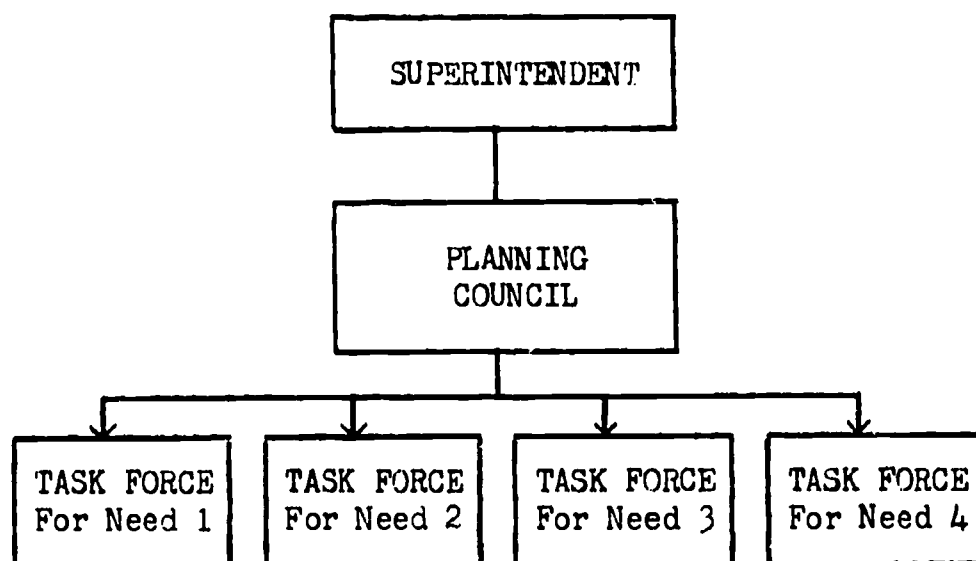 SUPERINTENDENT
PLANNING
COUNCIL
TASK FORCE
For Need 1
TASK FORCE
For Need 2
TASK FORCE
For Need 3
TASK FORCE
For Need 4